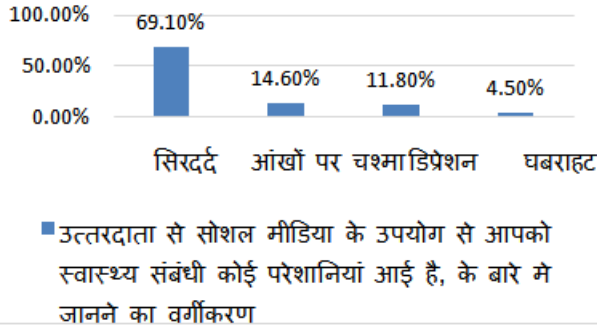 100.00%
69.10%
50.00%
14.60% 11.80% 4.50%
0.00%
सिरदर्द आंखों पर चश्मा डिप्रेशन घबराहट
उत्तरदाता से सोशल मीडिया के उपयोग से आपको
स्वास्थ्य संबंधी कोई परेशानियां आई है, के बारे मे
जानने का वर्गीकरण